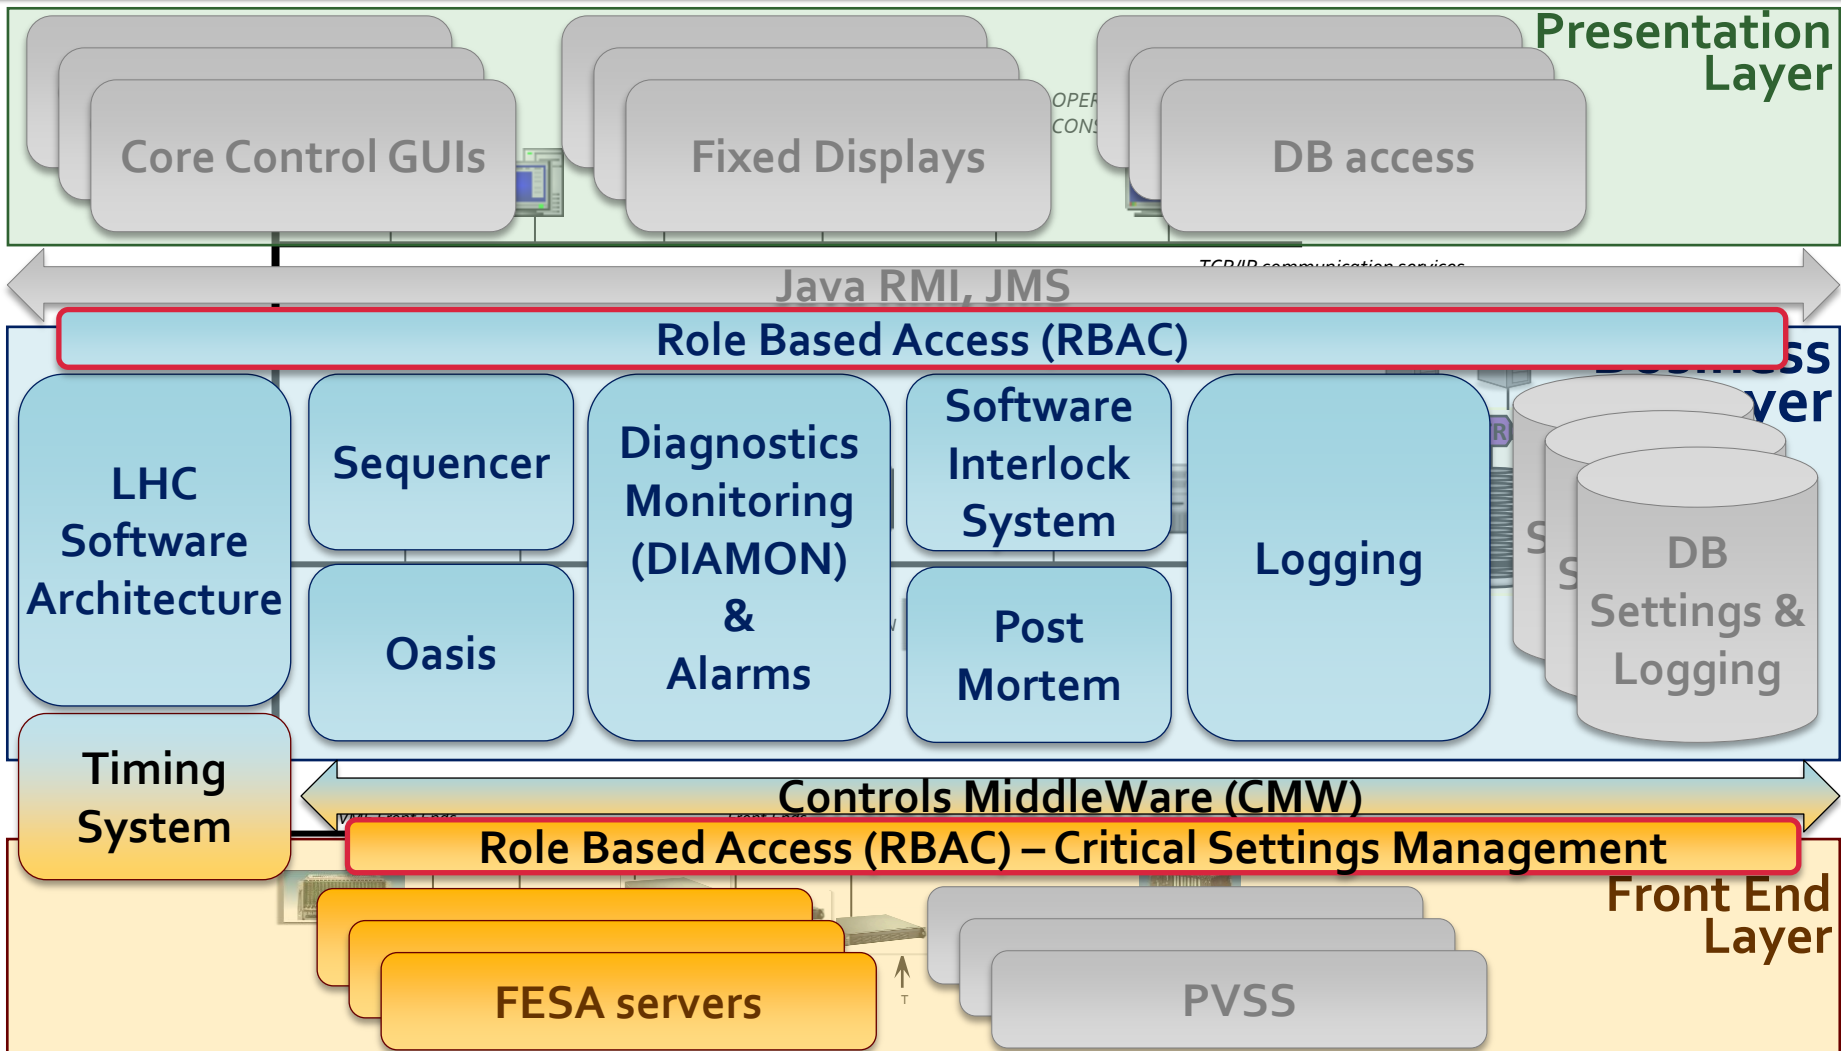 Presentation
Layer
Core Control GUIs
Fixed Displays
DB access
Java RMI, JMS
Role Based Access (RBAC)
LHC
Software
Architecture
Sequencer
Oasis
Diagnostics
Monitoring
(DIAMON)
&
Alarms
Software
Interlock
System
Post
Mortem
Logging
DB
Settings &
Logging
Timing
System
Controls MiddleWare (CMW)
Role Based Access (RBAC) – Critical Settings Management
Front End
Layer
FESA servers
T
PVSS